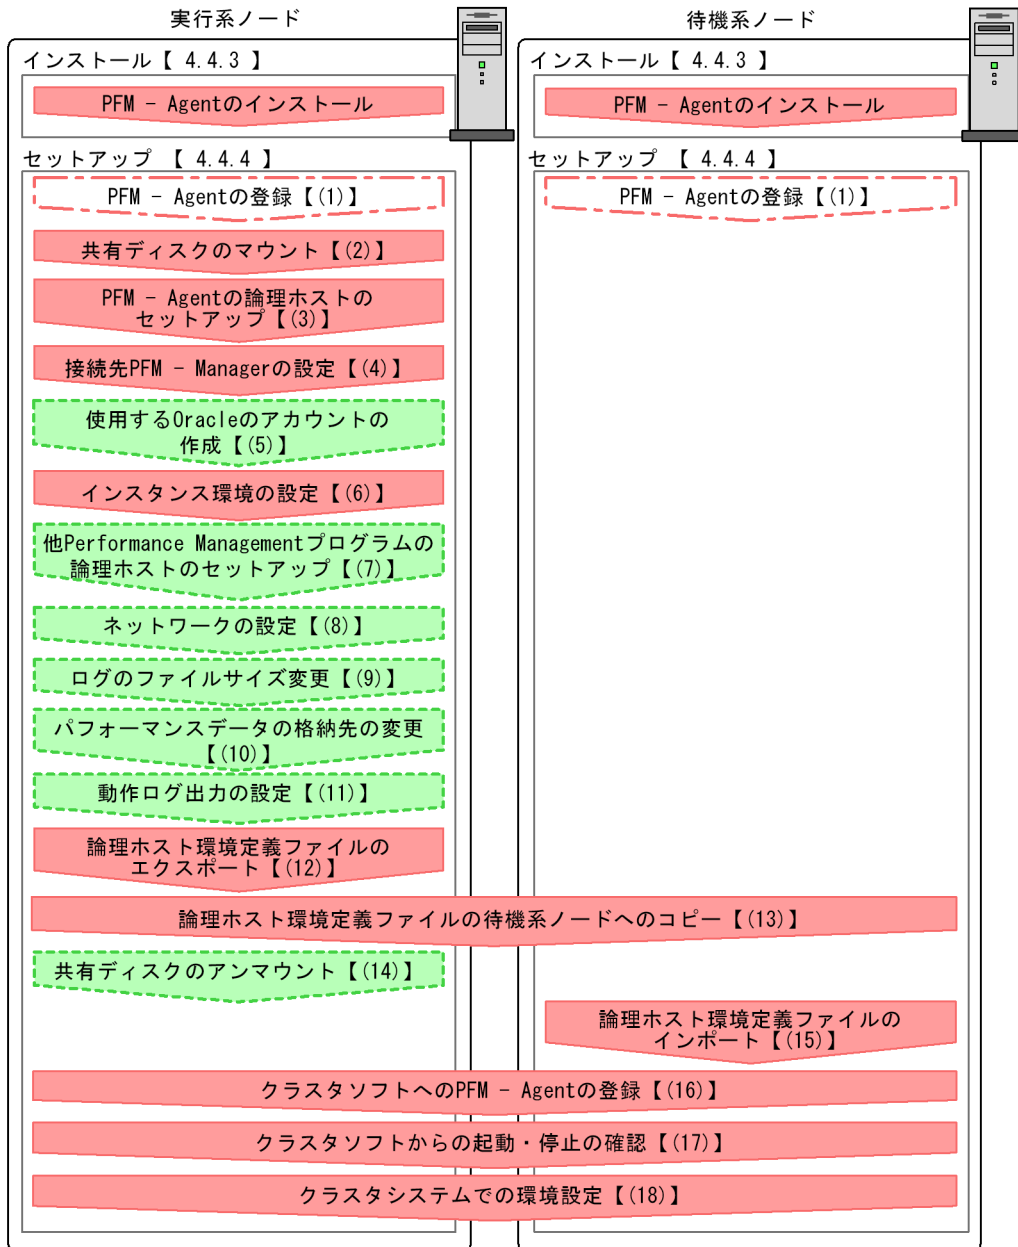 実行系ノード
待機系ノード
インストール【 4.4.3 】
インストール【 4.4.3 】
PFM － Agentのインストール
PFM － Agentのインストール
セットアップ 【 4.4.4 】
セットアップ 【 4.4.4 】
PFM － Agentの登録【(1)】
PFM － Agentの登録【(1)】
共有ディスクのマウント【(2)】
PFM － Agentの論理ホストの
セットアップ【(3)】
接続先PFM － Managerの設定【(4)】
使用するOracleのアカウントの
作成【(5)】
インスタンス環境の設定【(6)】
他Performance Managementプログラムの
論理ホストのセットアップ【(7)】
ネットワークの設定【(8)】
ログのファイルサイズ変更【(9)】
パフォーマンスデータの格納先の変更
【(10)】
動作ログ出力の設定【(11)】
論理ホスト環境定義ファイルの
エクスポート【(12)】
論理ホスト環境定義ファイルの待機系ノードへのコピー【(13)】
共有ディスクのアンマウント【(14)】
論理ホスト環境定義ファイルの
インポート【(15)】
クラスタソフトへのPFM － Agentの登録【(16)】
クラスタソフトからの起動・停止の確認【(17)】
クラスタシステムでの環境設定【(18)】